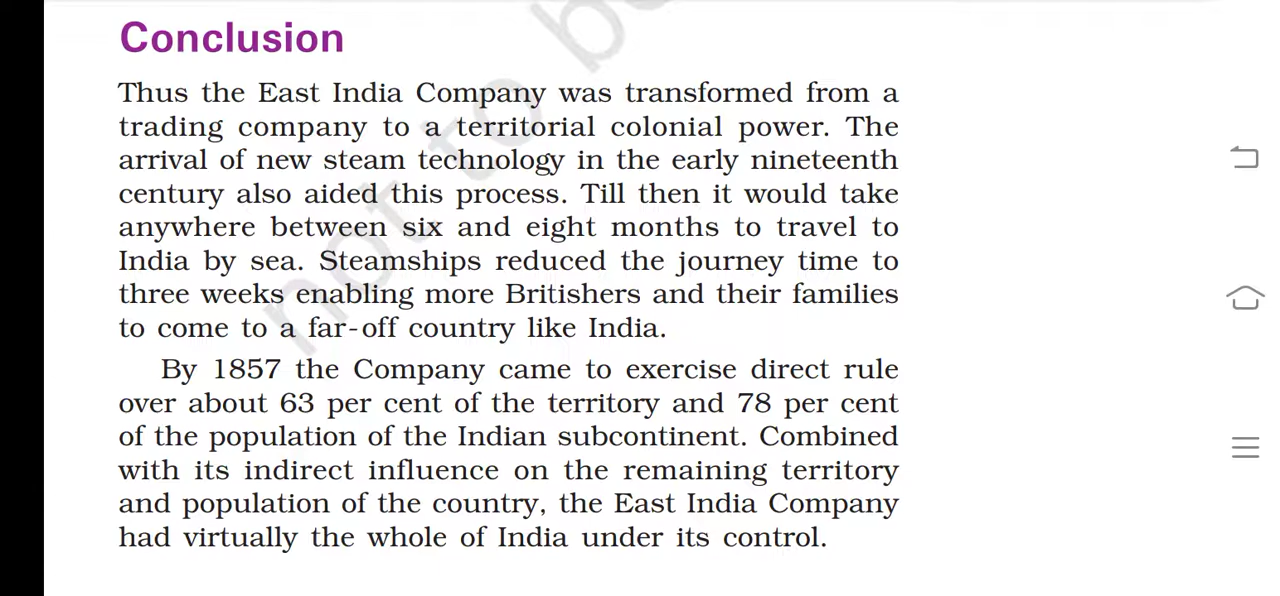 Conclusion
Thus the East India Company was transformed from a
trading company to a territorial colonial power. The
arrival of new steam technology in the early nineteenth
century also aided this process. Till then it would take
anywhere between six and eight months to travel to
India by sea. Steamships reduced the journey time to
three weeks enabling more Britishers and their families
to come to a far-off country like India.
By 1857 the Company came to exercise direct rule
over about 63 per cent of the territory and 78 per cent
of the population of the Indian subcontinent. Combined
with its indirect influence on the remaining territory
and population of the country, the East India Company
had virtually the whole of India under its control.
not to b